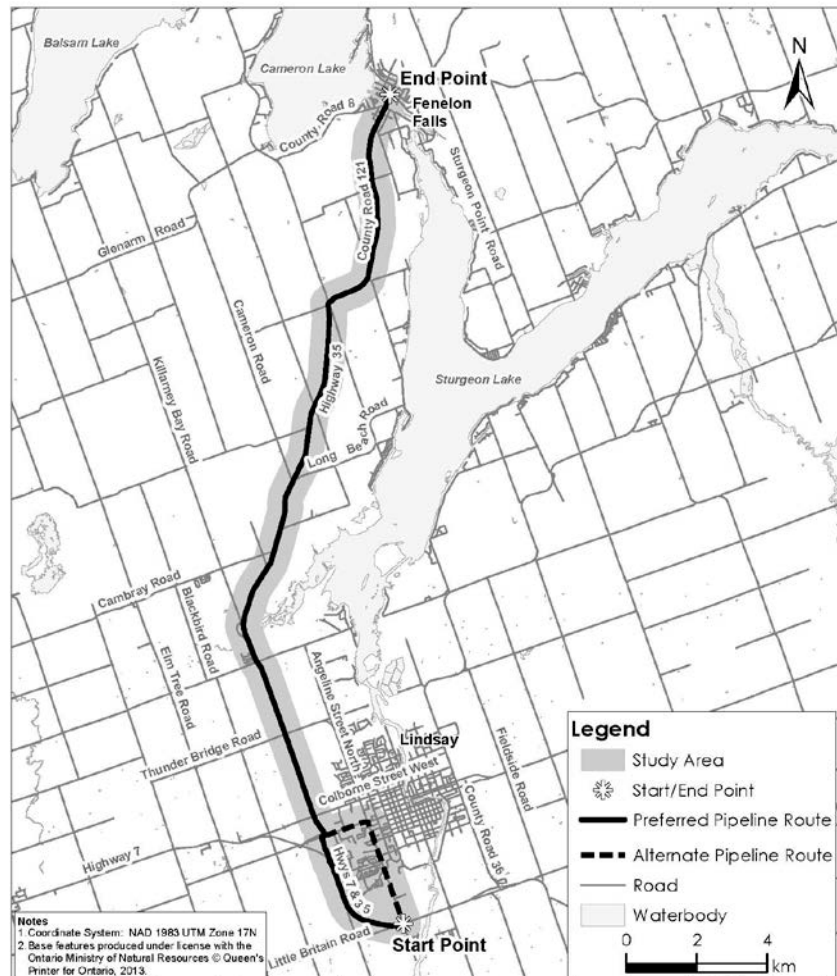 Balsam Lake
Cameron Lake
N
End Point
Fenelon
Falls
County Road 8
County Road 121
Sturgeon Point Road
Glenarm Road
Cameron Road
Highway 35
Killarney Bay Road
Sturgeon Lake
Long Beach Road
Cambray Road
Blackbird Road
Elm Tree Road
Angeline Street North
Thunder Bridge Road
Lindsay
Fieldside Road
Colborne Street West
County Road 36
Highway 7
Hwys 7 & 35
Little Britain Road
Start Point
Legend
Study Area
Start/End Point
Preferred Pipeline Route
Alternate Pipeline Route
Road
Waterbody
0 2 4
km
Notes
1. Coordinate System: NAD 1983 UTM Zone 17N
2. Base features produced under license with the
Ontario Ministry of Natural Resources © Queen's
Printer for Ontario, 2013.